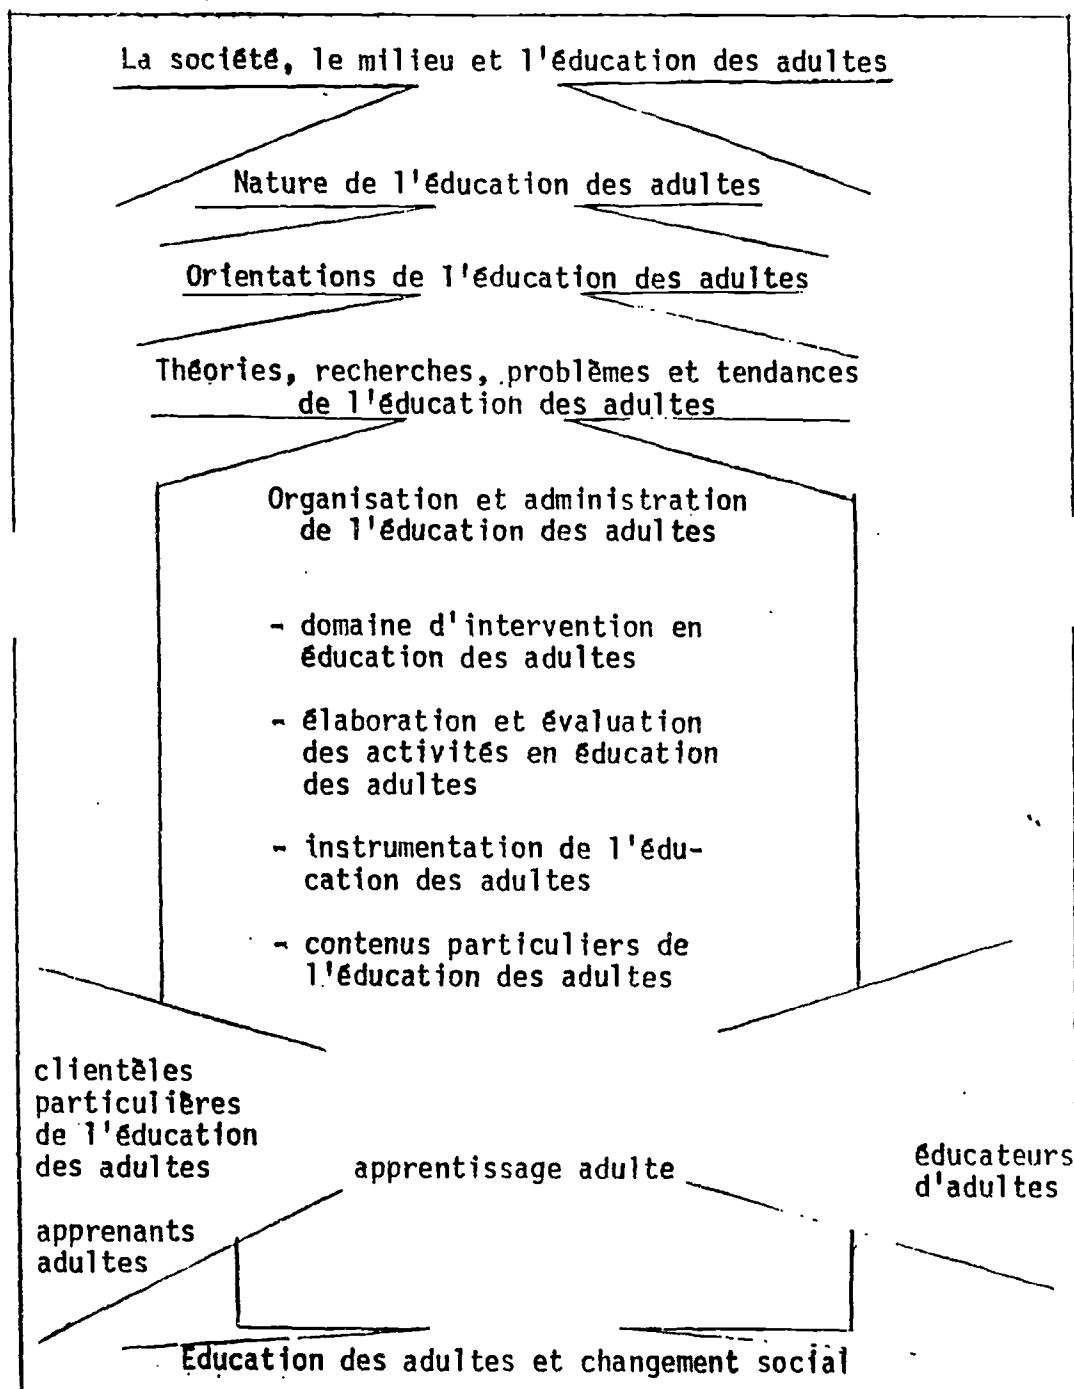 La société, le milieu et l'éducation des adultes
Nature de l'éducation des adultes
Orientations de l'éducation des adultes
Théories, recherches, problèmes et tendances
de l'éducation des adultes
Organisation et administration
de l'éducation des adultes
- domaine d'intervention en
éducation des adultes
- élaboration et évaluation
des activités en éducation
des adultes
- instrumentation de l'édu-
cation des adultes
- contenus particuliers de
l'éducation des adultes
clientèles
particulières
de l'éducation
des adultes
apprenants
adultes
apprentissage adulte
éducateurs
d'adultes
Education des adultes et changement social